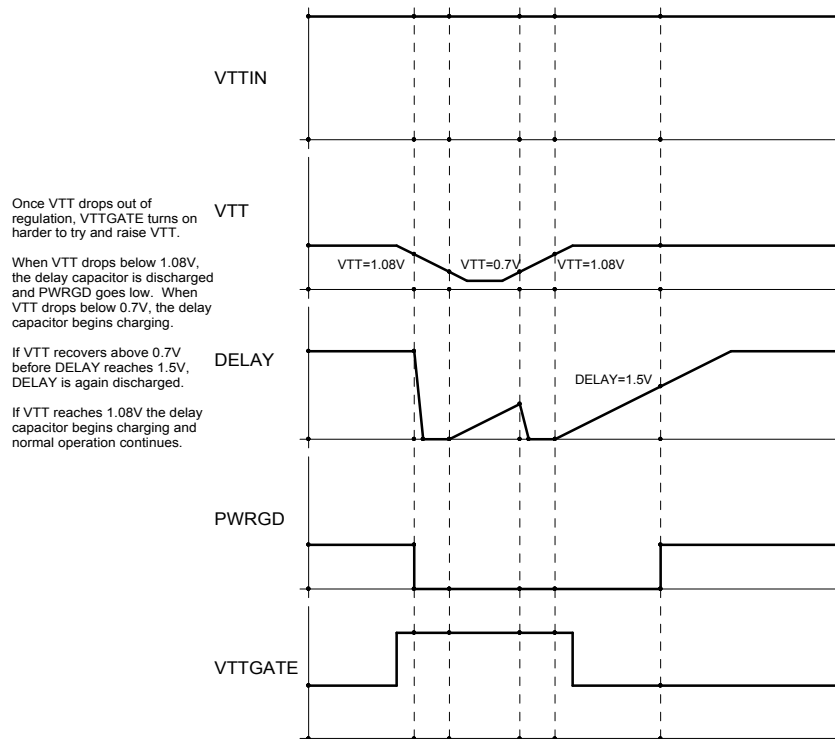 VTTIN
Once VTT drops out of
regulation, VTTGATE turns on
harder to try and raise VTT.
When VTT drops below 1.08V,
the delay capacitor is discharged
and PWRGD goes low.  When
VTT drops below 0.7V, the delay
capacitor begins charging.
If VTT recovers above 0.7V
before DELAY reaches 1.5V,
DELAY is again discharged.
If VTT reaches 1.08V the delay
capacitor begins charging and
normal operation continues.
VTT
VTT=1.08V
VTT=0.7V
VTT=1.08V
DELAY
DELAY=1.5V
PWRGD
VTTGATE